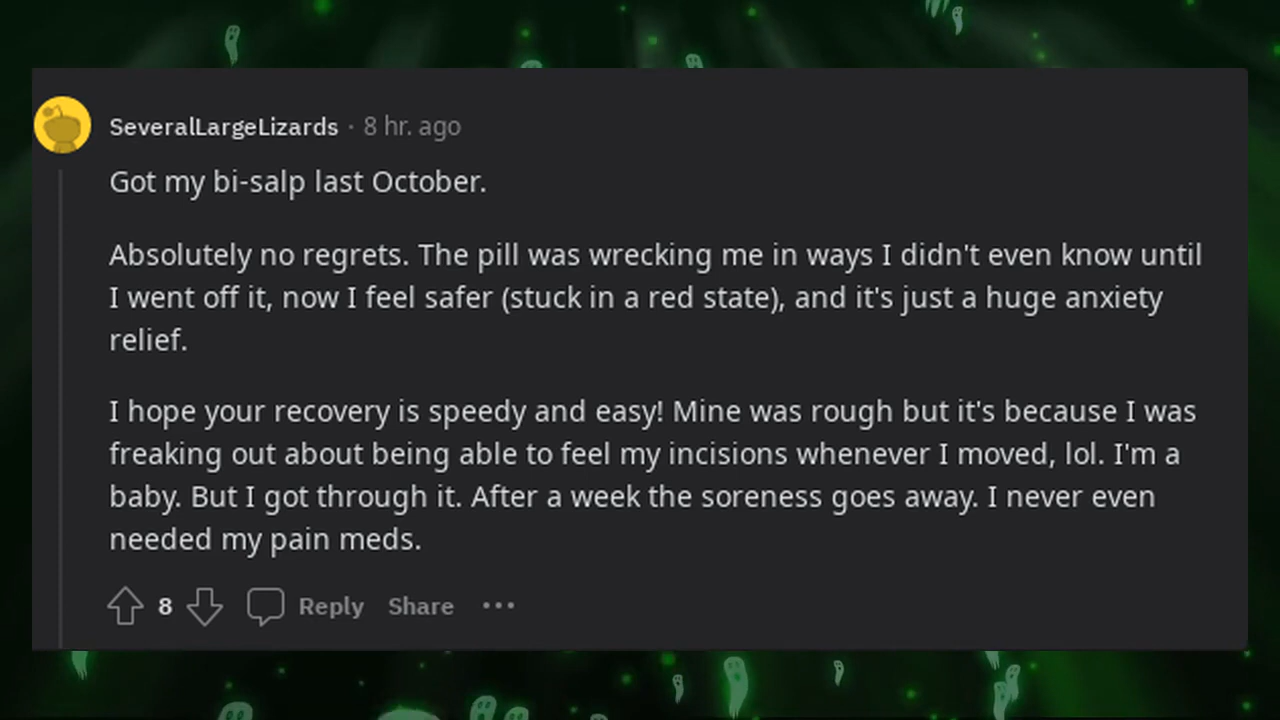 SeveralLargeLizards · 8 hr. ago
Got my bi-salp last October.
Absolutely no regrets. The pill was wrecking me in ways I didn't even know until
I went off it, now I feel safer (stuck in a red state), and it's just a huge anxiety
relief.
I hope your recovery is speedy and easy! Mine was rough but it's because I was
freaking out about being able to feel my incisions whenever I moved, lol. I'm a
baby. But I got through it. After a week the soreness goes away. I never even
needed my pain meds.
8 Reply Share